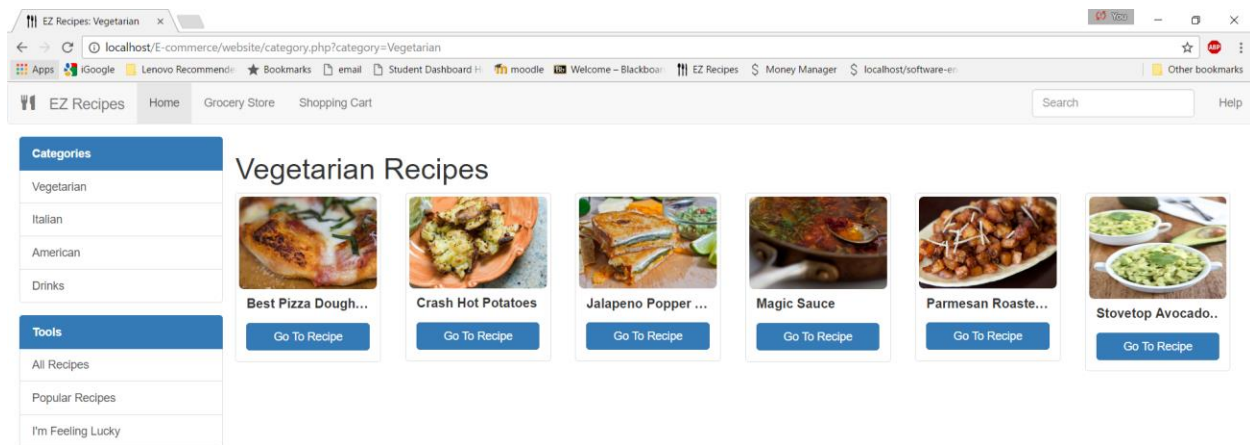 EZ Recipes: Vegetarian
You
localhost/E-commerce/website/category.php?category=Vegetarian
ABP
Apps iGoogle Lenovo Recommende Bookmarks email Student Dashboard H moodle Welcome – Blackboar EZ Recipes Money Manager localhost/software-en Other bookmarks
EZ Recipes Home Grocery Store Shopping Cart Search Help
Categories
Vegetarian
Italian
American
Drinks
Tools
All Recipes
Popular Recipes
I'm Feeling Lucky
Vegetarian Recipes
Best Pizza Dough... Crash Hot Potatoes Jalapeno Popper ... Magic Sauce Parmesan Roaste... Stovetop Avocado..
Go To Recipe Go To Recipe Go To Recipe Go To Recipe Go To Recipe Go To Recipe